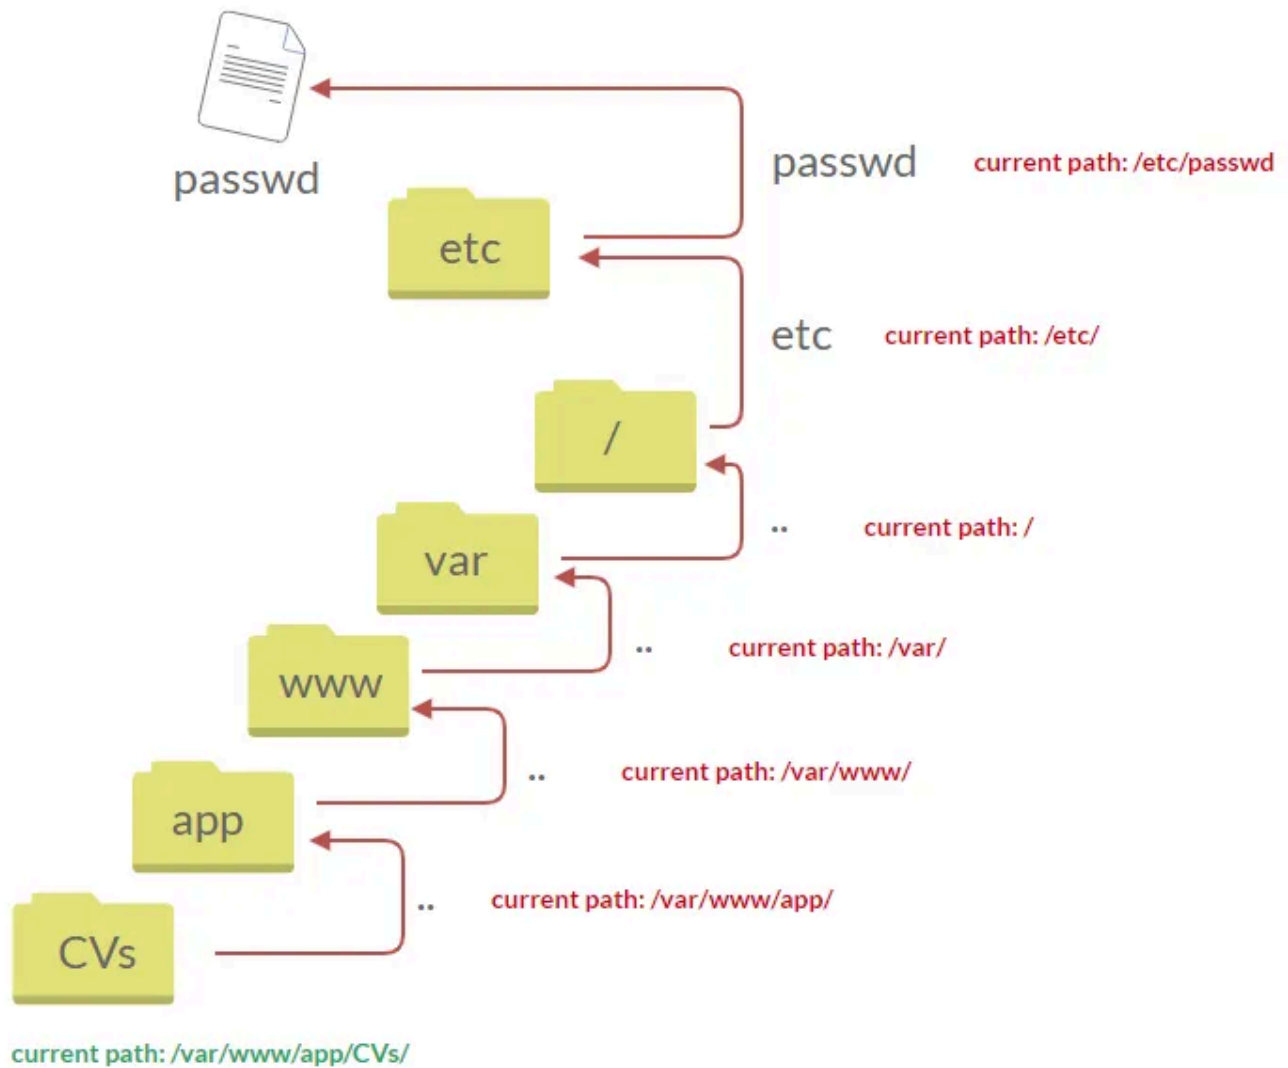 passwd
passwd
current path: /etc/passwd
etc
etc
current path: /etc/
/
..
current path: /
var
..
current path: /var/
www
..
current path: /var/www/
app
..
current path: /var/www/app/
CVs
current path: /var/www/app/CVs/